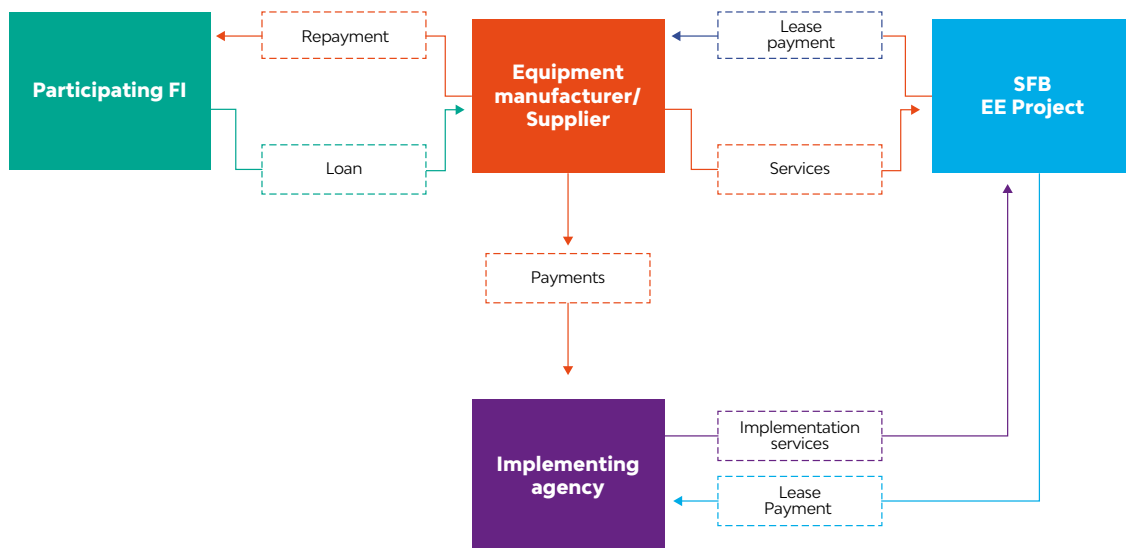 Repayment
Lease
payment
Participating FI
Equipment
manufacturer/
Supplier
SFB
EE Project
Loan
Services
Payments
Implementing
agency
Implementation
services
Lease
Payment